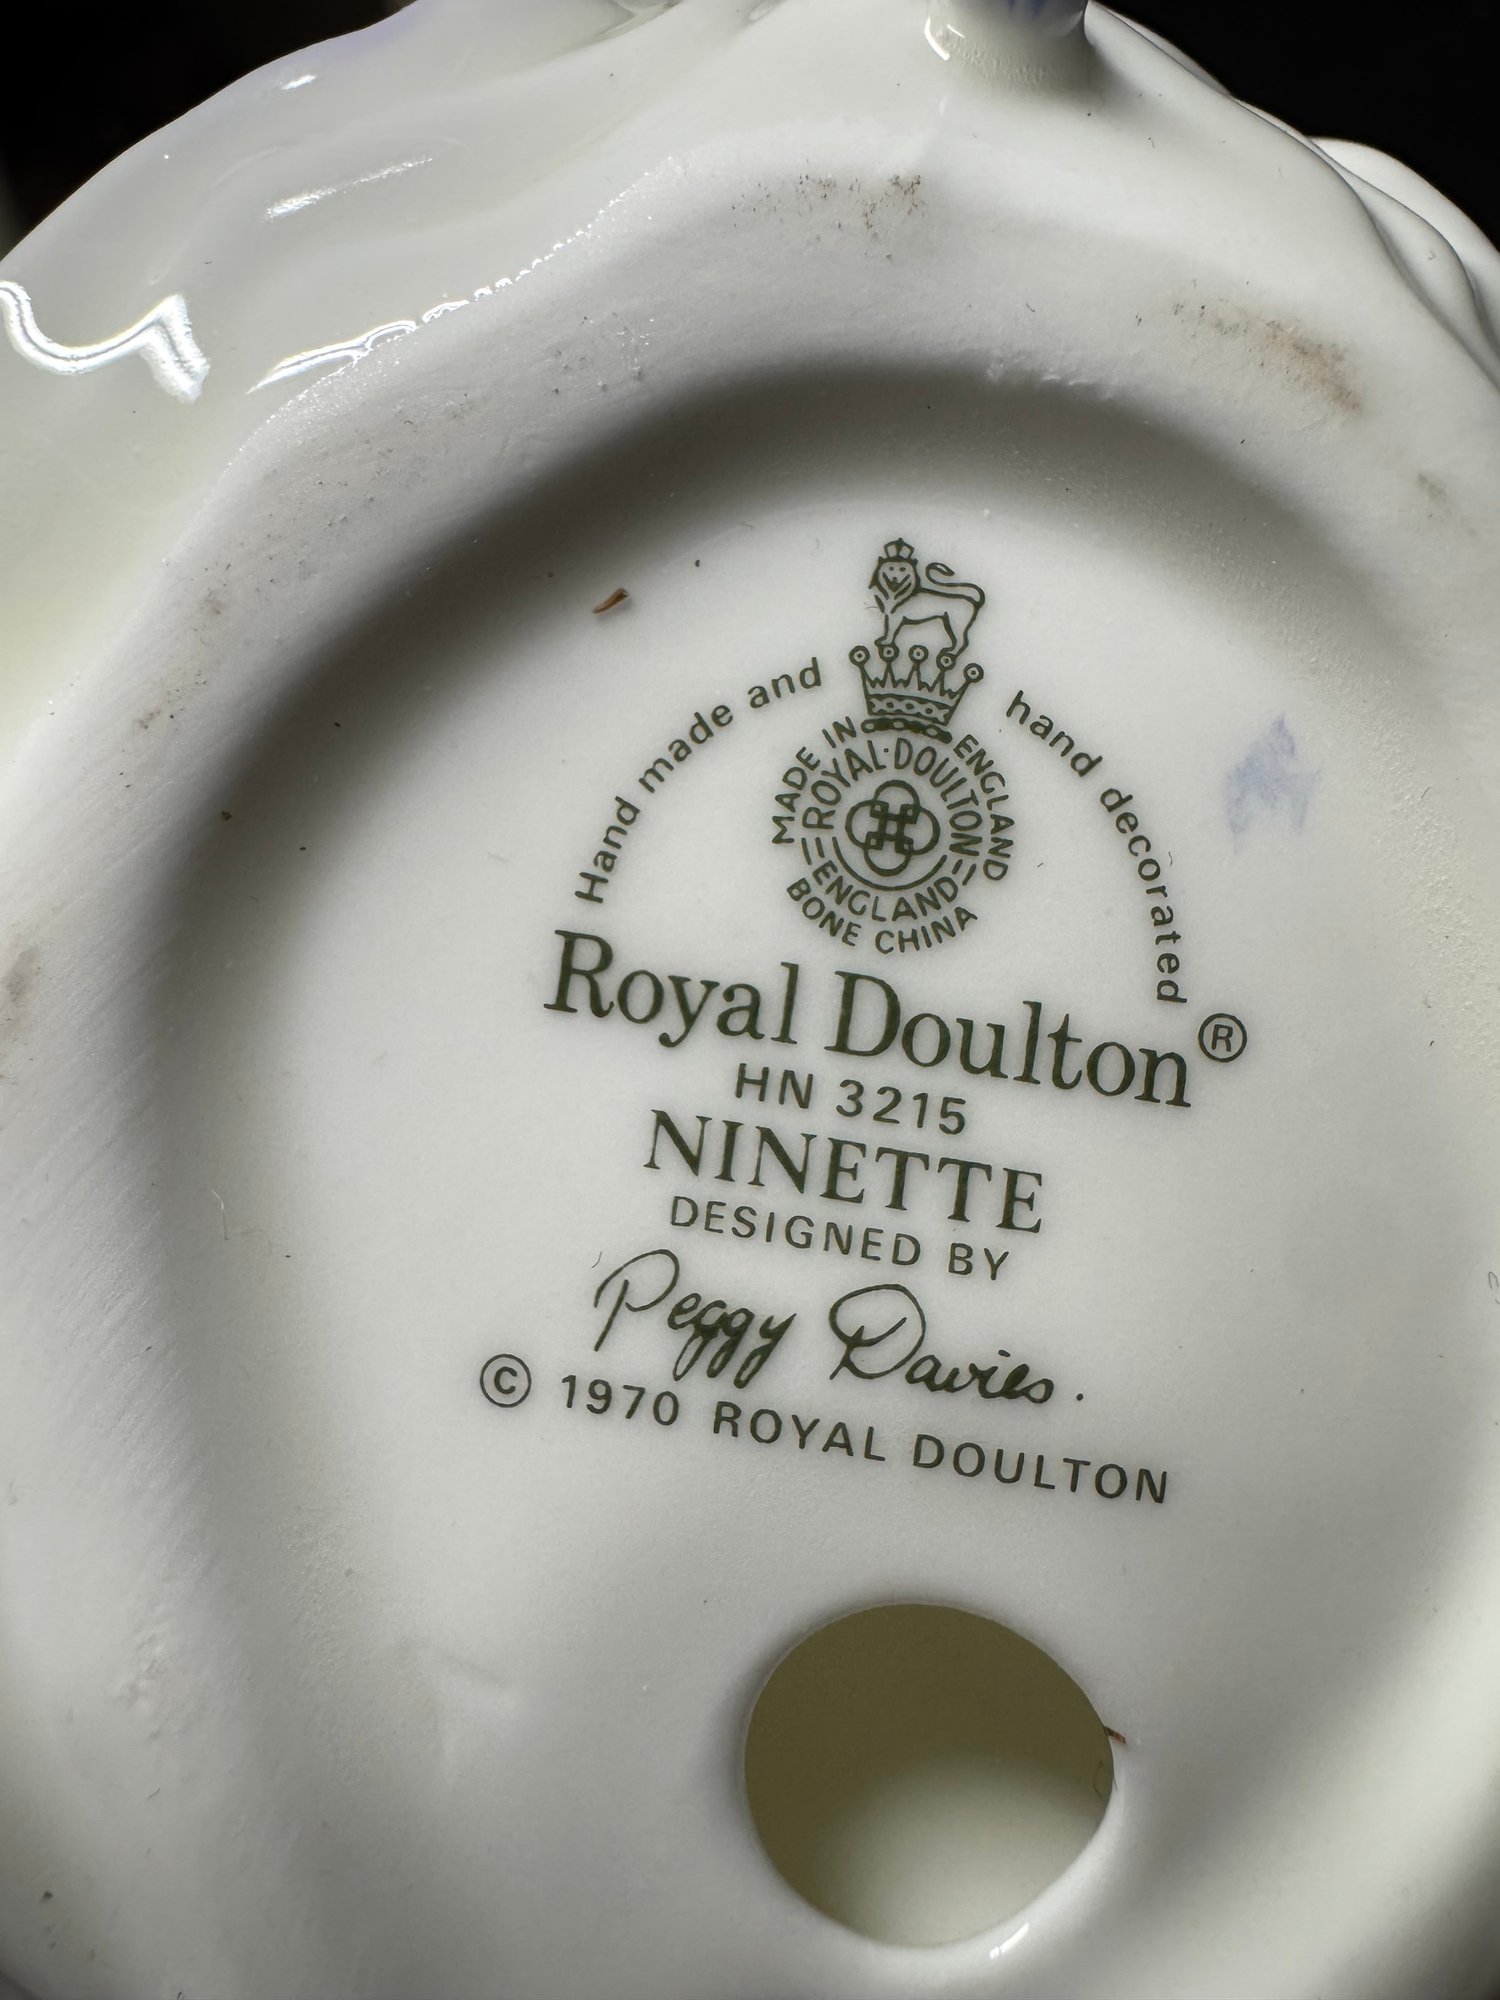 Hand made and hand decorated
MADE IN ENGLAND
ROYAL·DOULTON
ENGLAND
BONE CHINA
Royal Doulton®
HN 3215
NINETTE
DESIGNED BY
Peggy Davies.
© 1970 ROYAL DOULTON